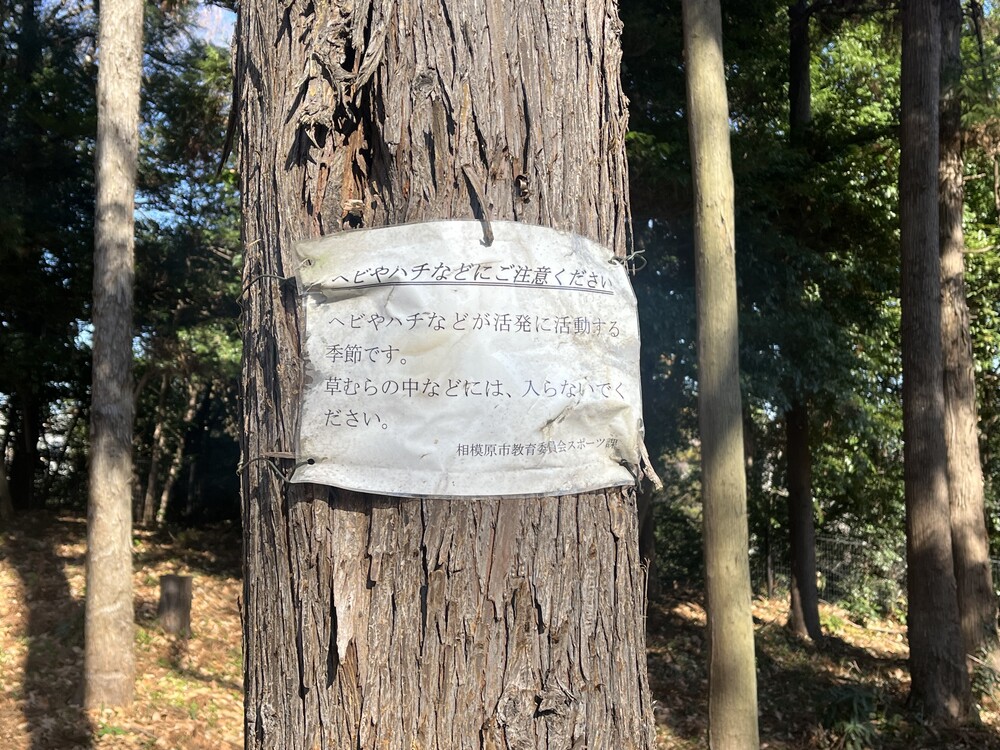 ヘビやハチなどにご注意ください
ヘビやハチなどが活発に活動する
季節です。
草むらの中などには、入らないでく
ださい。
相模原市教育委員会スポーツ課